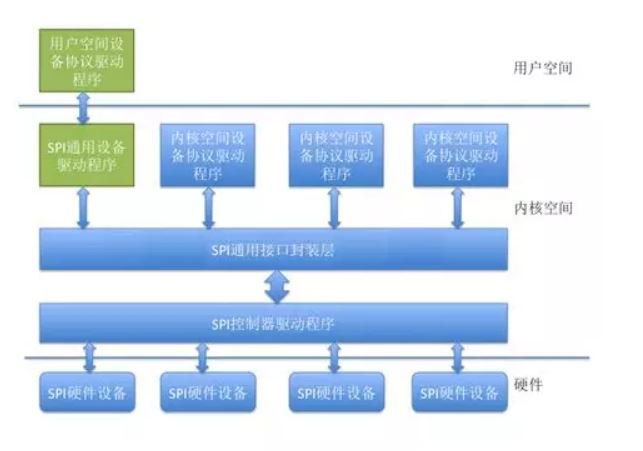 用户空间设
备协议驱动
程序
用户空间
SPI通用设备
驱动程序
内核空间设
备协议驱动
程序
内核空间设
备协议驱动
程序
内核空间设
备协议驱动
程序
内核空间
SPI通用接口封装层
SPI控制器驱动程序
SPI硬件设备
SPI硬件设备
SPI硬件设备
SPI硬件设备
硬件